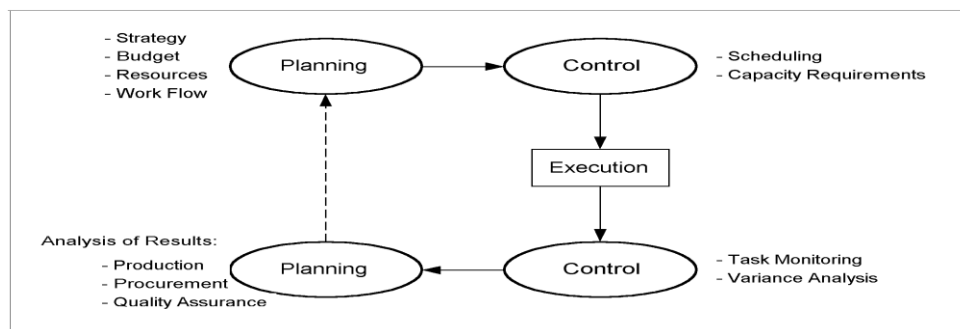 - Strategy
- Budget
- Resources
- Work Flow
Planning
Control
- Scheduling
- Capacity Requirements
Execution
Analysis of Results:
- Production
- Procurement
- Quality Assurance
Planning
Control
- Task Monitoring
- Variance Analysis